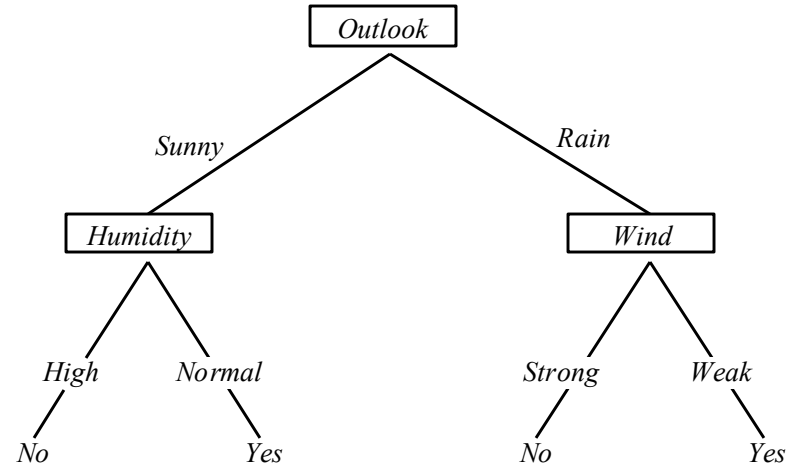 Outlook
Sunny
Rain
Humidity
Wind
High
Normal
Strong
Weak
No
Yes
No
Yes